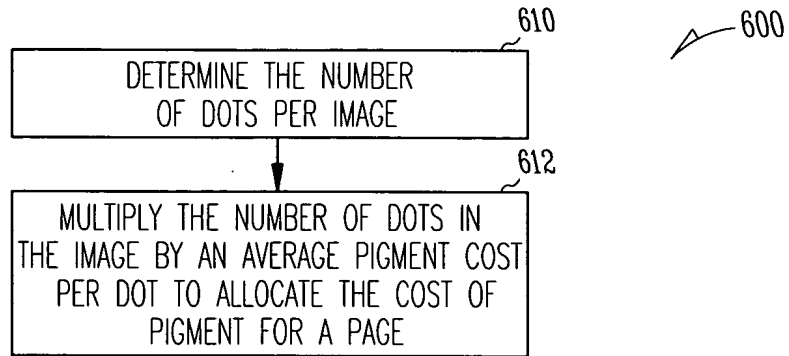 610
600
DETERMINE THE NUMBER
OF DOTS PER IMAGE
612
MULTIPLY THE NUMBER OF DOTS IN
THE IMAGE BY AN AVERAGE PIGMENT COST
PER DOT TO ALLOCATE THE COST OF
PIGMENT FOR A PAGE